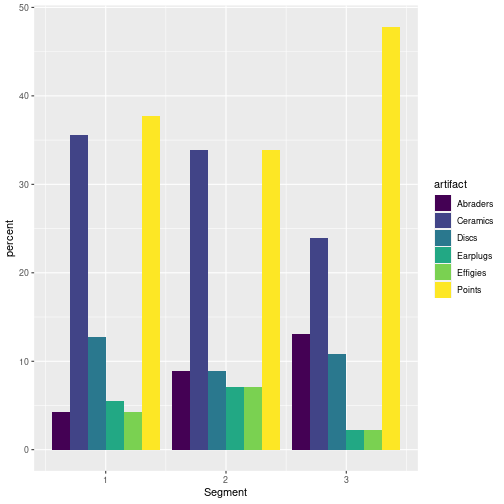 50
40
30
20
10
0
percent
1 2 3
Segment
artifact
Abraders
Ceramics
Discs
Earplugs
Effigies
Points